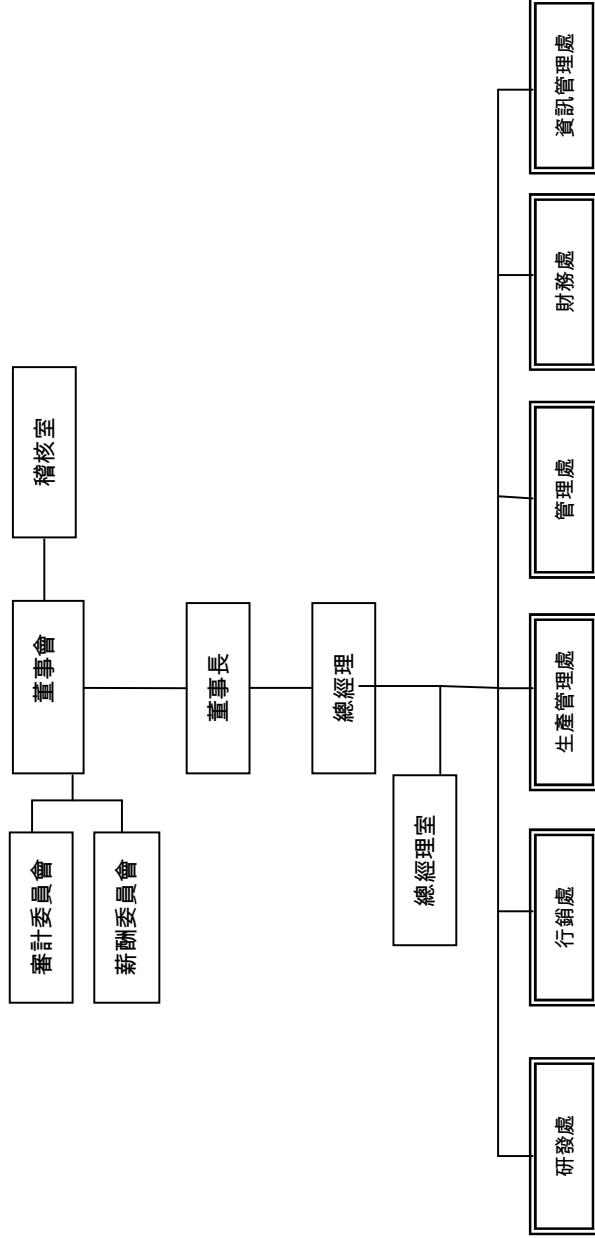 審計委員會
薪酬委員會
董事會
稽核室
董事長
總經理
總經理室
研發處
行銷處
生產管理處
管理處
財務處
資訊管理處